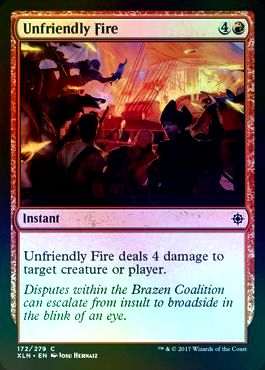 Unfriendly Fire 4
Instant
Unfriendly Fire deals 4 damage to
target creature or player.
Disputes within the Brazen Coalition
can escalate from insult to broadside in
the blink of an eye.
172/279 C
XLN • EN Josu Hernaiz
™ & © 2017 Wizards of the Coast